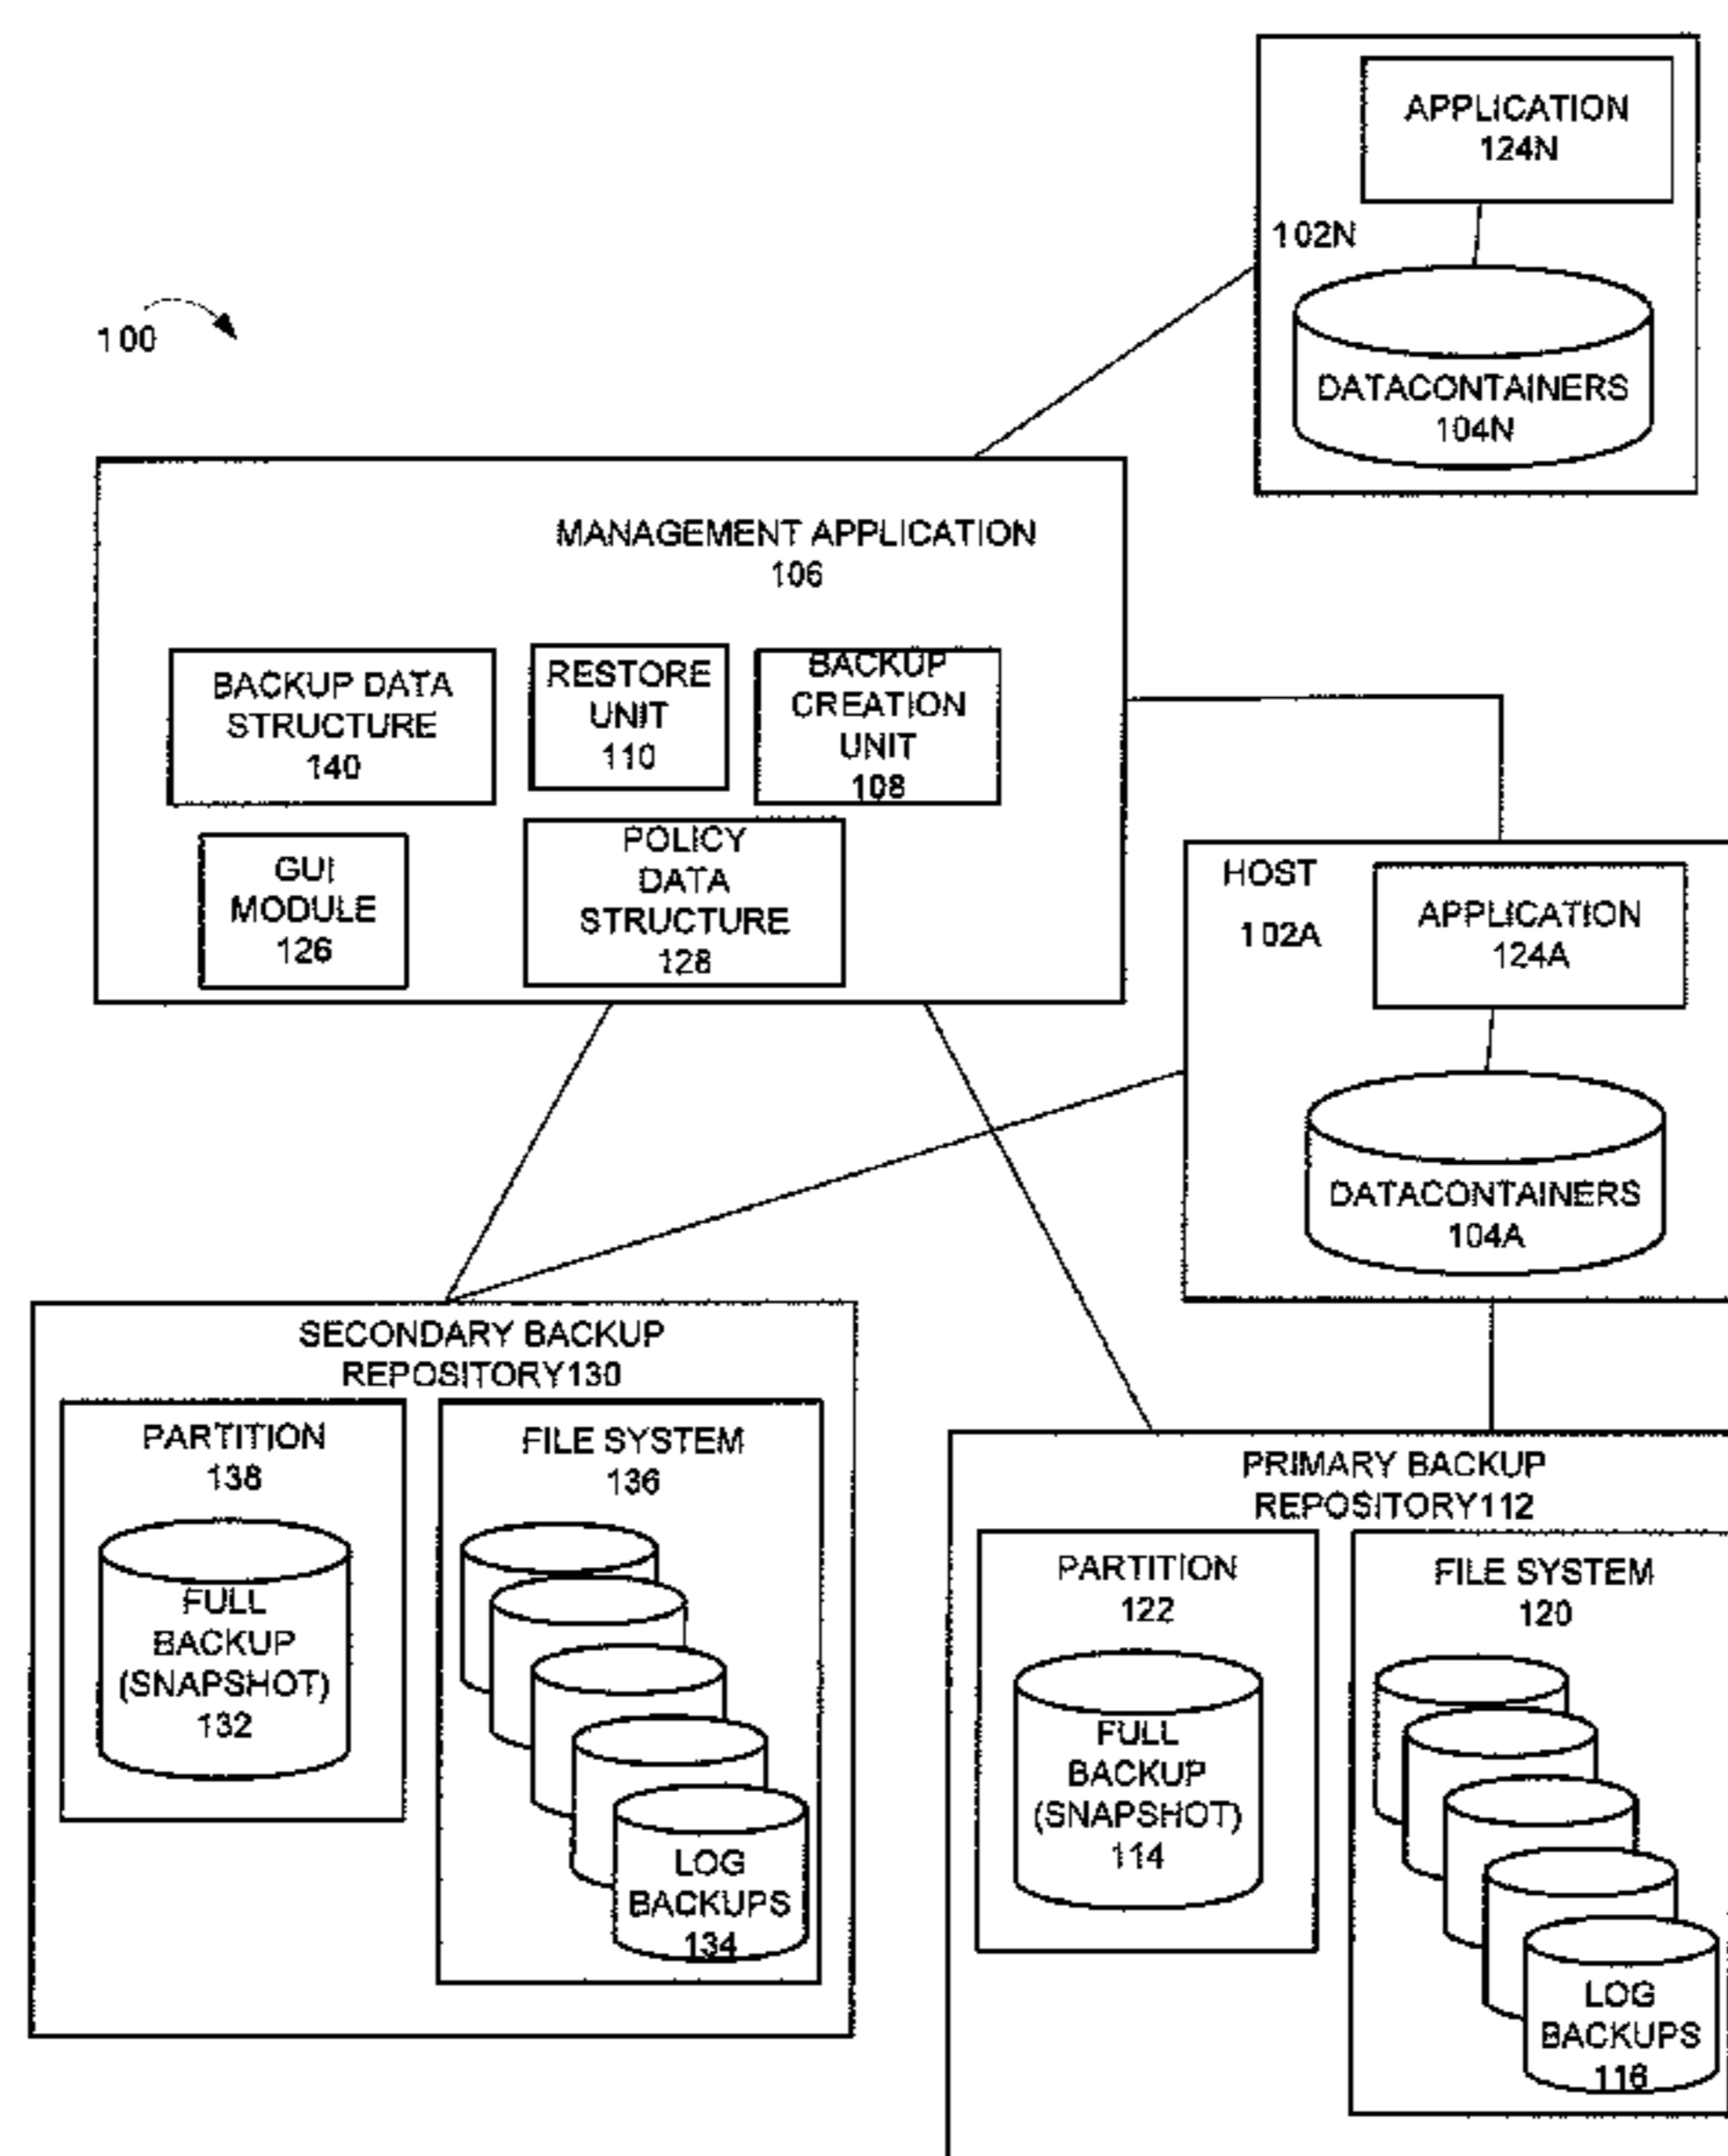 APPLICATION
124N
102N
DATACONTAINERS
104N
100
MANAGEMENT APPLICATION
106
BACKUP DATA
STRUCTURE
140
RESTORE
UNIT
110
BACKUP
CREATION
UNIT
108
GUI
MODULE
126
POLICY
DATA
STRUCTURE
128
HOST
102A
APPLICATION
124A
DATACONTAINERS
104A
SECONDARY BACKUP
REPOSITORY130
PARTITION
138
FULL
BACKUP
(SNAPSHOT)
132
FILE SYSTEM
136
LOG
BACKUPS
134
PRIMARY BACKUP
REPOSITORY112
PARTITION
122
FULL
BACKUP
(SNAPSHOT)
114
FILE SYSTEM
120
LOG
BACKUPS
116